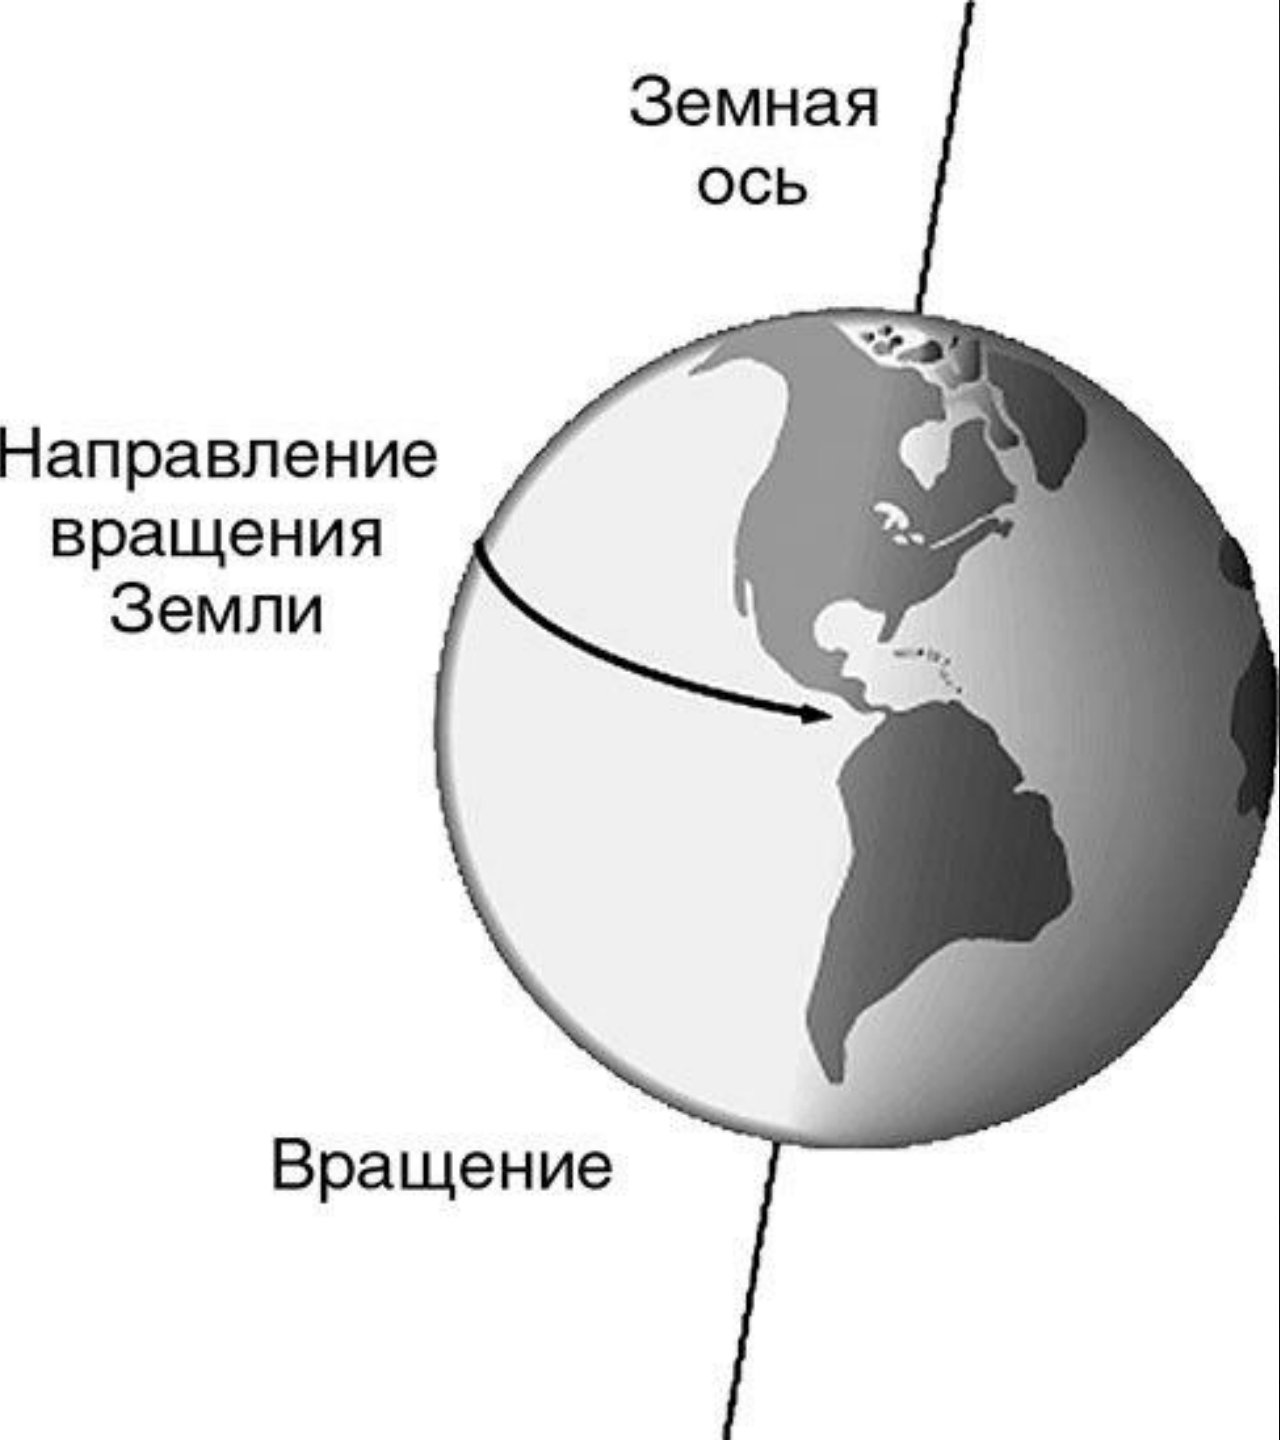 Земная
ось
Направление
вращения
Земли
Вращение